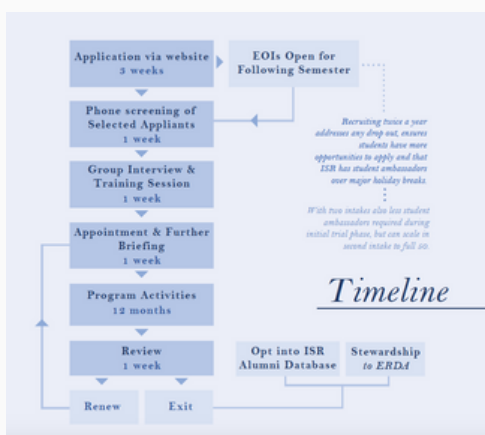 Application via website
3 weeks
EOIs Open for
Following Semester
Phone screening of
Selected Appliants
1 week
Recruiting twice a year
addresses any drop out, ensures
students have more
opportunities to apply and that
ISR has student ambassadors
over major holiday breaks.
Group Interview &
Training Session
1 week
With two intakes also less student
ambassadors required during
initial trial phase, but can scale in
second intake to full 20.
Appointment & Further
Briefing
1 week
Timeline
Program Activities
12 months
Review
1 week
Opt into ISR
Alumni Database
Stewardship
to ERDA
Renew
Exit